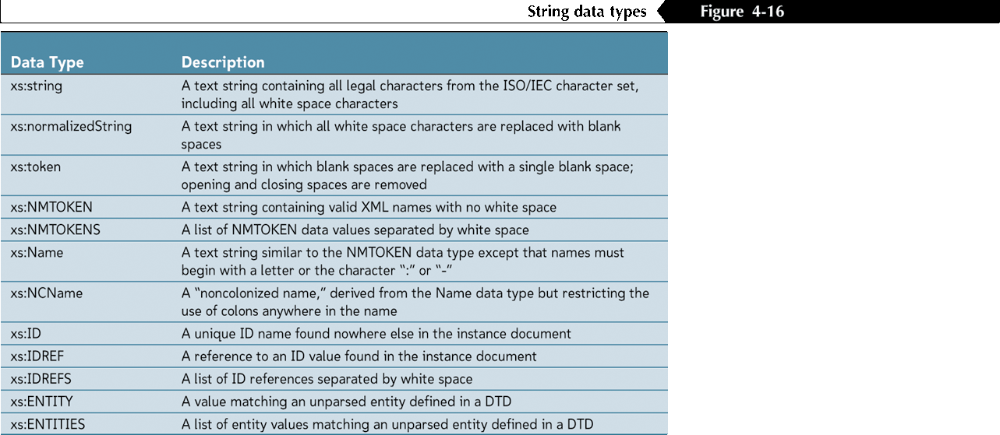 String data types Figure 4-16
Data Type Description
xs:string A text string containing all legal characters from the ISO/IEC character set,
including all white space characters
xs:normalizedString A text string in which all white space characters are replaced with blank
spaces
xs:token A text string in which blank spaces are replaced with a single blank space;
opening and closing spaces are removed
xs:NMTOKEN A text string containing valid XML names with no white space
xs:NMTOKENS A list of NMTOKEN data values separated by white space
xs:Name A text string similar to the NMTOKEN data type except that names must
begin with a letter or the character “:” or “-”
xs:NCName A “noncolonized name,” derived from the Name data type but restricting the
use of colons anywhere in the name
xs:ID A unique ID name found nowhere else in the instance document
xs:IDREF A reference to an ID value found in the instance document
xs:IDREFS A list of ID references separated by white space
xs:ENTITY A value matching an unparsed entity defined in a DTD
xs:ENTITIES A list of entity values matching an unparsed entity defined in a DTD